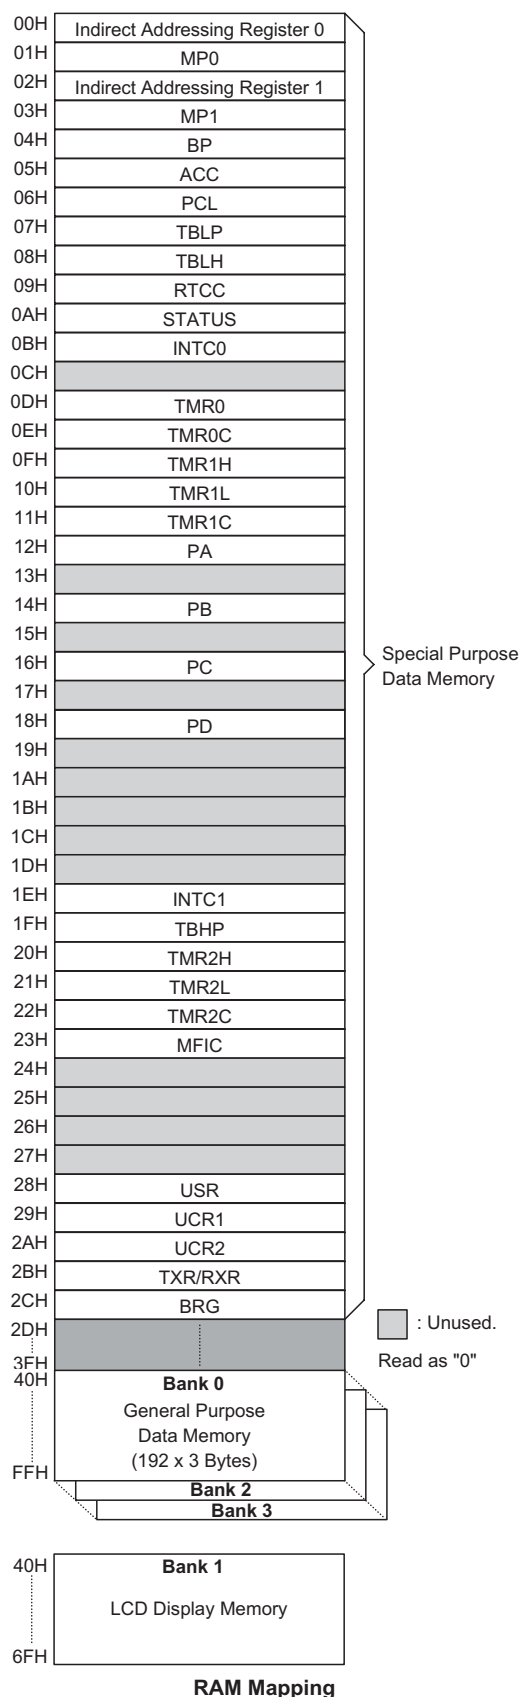 00H Indirect Addressing Register 0
01H MP0
02H Indirect Addressing Register 1
03H MP1
04H BP
05H ACC
06H PCL
07H TBLP
08H TBLH
09H RTCC
0AH STATUS
0BH INTC0
0CH
0DH TMR0
0EH TMR0C
0FH TMR1H
10H TMR1L
11H TMR1C
12H PA
13H
14H PB
15H
16H PC
17H
18H PD
19H
1AH
1BH
1CH
1DH
1EH INTC1
1FH TBHP
20H TMR2H
21H TMR2L
22H TMR2C
23H MFIC
24H
25H
26H
27H
28H USR
29H UCR1
2AH UCR2
2BH TXR/RXR
2CH BRG
2DH
3FH
Special Purpose
Data Memory
: Unused.
Read as "0"
40H Bank 0
General Purpose
Data Memory
(192 x 3 Bytes)
FFH
Bank 2
Bank 3
40H Bank 1
LCD Display Memory
6FH
RAM Mapping